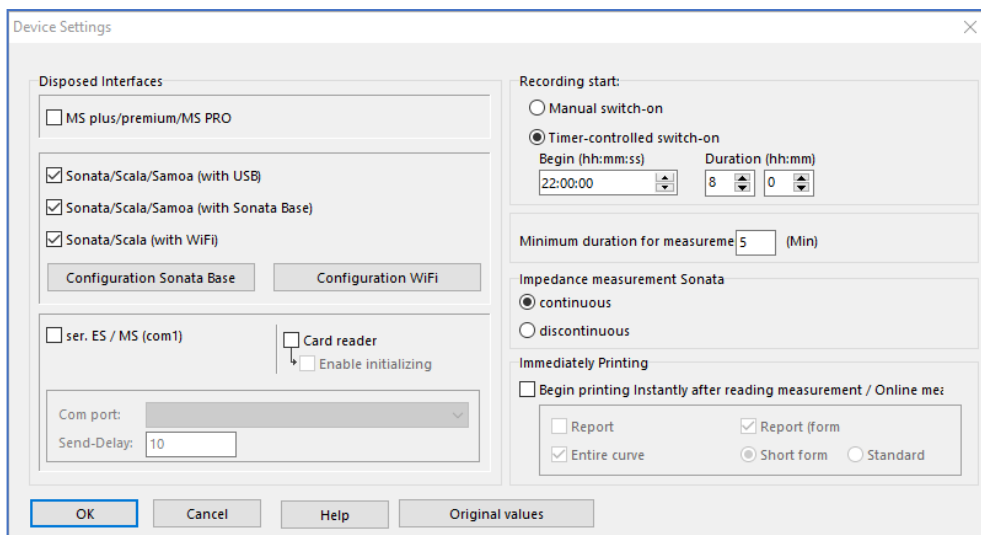 Device Settings
Disposed Interfaces
MS plus/premium/MS PRO
Sonata/Scala/Samoa (with USB)
Sonata/Scala/Samoa (with Sonata Base)
Sonata/Scala (with WiFi)
Configuration Sonata Base
Configuration WiFi
ser. ES / MS (com1)
Card reader
Enable initializing
Com port:
Send-Delay: 10
Recording start:
Manual switch-on
Timer-controlled switch-on
Begin (hh:mm:ss) Duration (hh:mm)
22:00:00 8 0
Minimum duration for measureme 5 (Min)
Impedance measurement Sonata
continuous
discontinuous
Immediately Printing
Begin printing Instantly after reading measurement / Online mea
Report Report (form
Entire curve Short form Standard
OK Cancel Help Original values